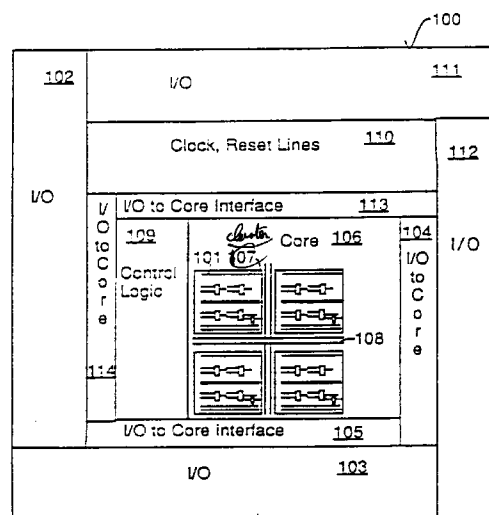 100
102
I/O
111
Clock, Reset Lines
110
112
I/O
I/O to Core Interface
113
I/O to Core
109
Control Logic
cluster
Core
106
104
I/O to Core
I/O
101
107
108
114
I/O to Core Interface
105
I/O
103